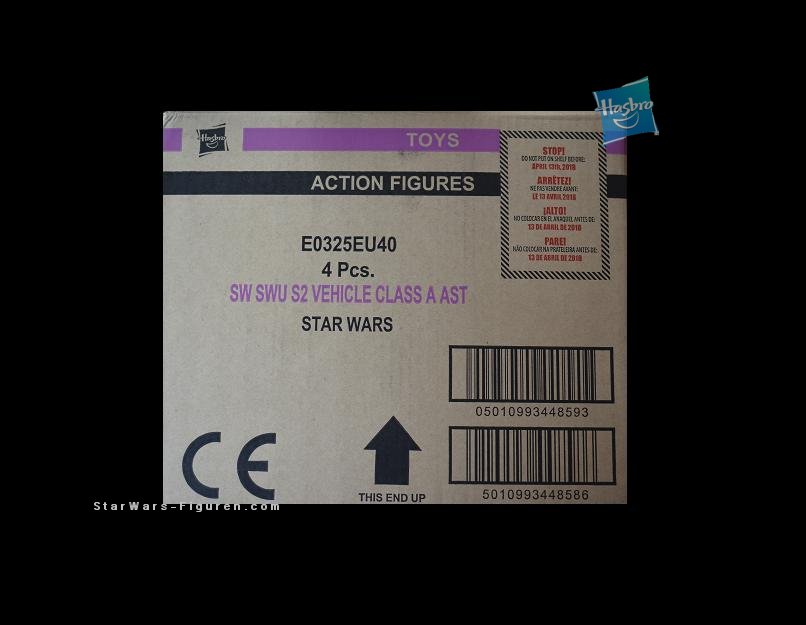 Hasbro
Hasbro
TOYS
ACTION FIGURES
STOP!
DO NOT PUT ON SHELF BEFORE:
APRIL 13th, 2018
ARRÊTEZ!
NE PAS VENDRE AVANT:
LE 13 AVRIL 2018
¡ALTO!
NO COLOCAR EN EL ANAQUEL ANTES DE:
13 DE ABRIL DE 2018
PARE!
NÃO COLOCAR NA PRATELEIRA ANTES DE:
13 DE ABRIL DE 2018
E0325EU40
4 Pcs.
SW SWU S2 VEHICLE CLASS A AST
STAR WARS
05010993448593
5010993448586
CE
THIS END UP
StarWars-Figuren.com